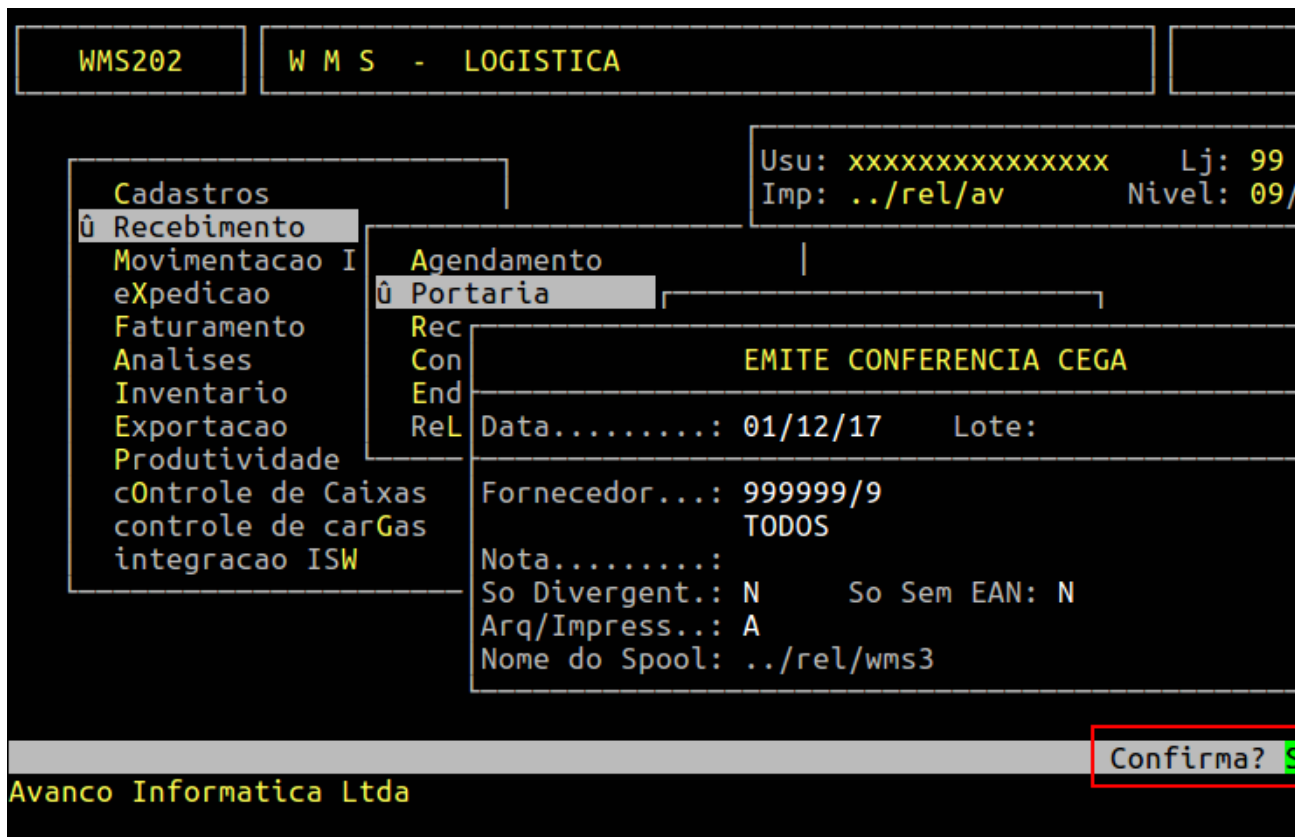 WMS202 W M S - LOGISTICA
Usu: xxxxxxxxxxxxxxx Lj: 99
Imp: ../rel/av Nivel: 09/
Cadastros
û Recebimento
Movimentacao I
eXpedicao
Faturamento
Analises
Inventario
Exportacao
Produtividade
cOntrole de Caixas
controle de carGas
integracao ISW
Agendamento
û Portaria
Rec
Con
End
ReL
EMITE CONFERENCIA CEGA
Data.........: 01/12/17 Lote:
Fornecedor...: 999999/9
TODOS
Nota.........:
So Divergent.: N So Sem EAN: N
Arq/Impress..: A
Nome do Spool: ../rel/wms3
Confirma? S
Avanco Informatica Ltda